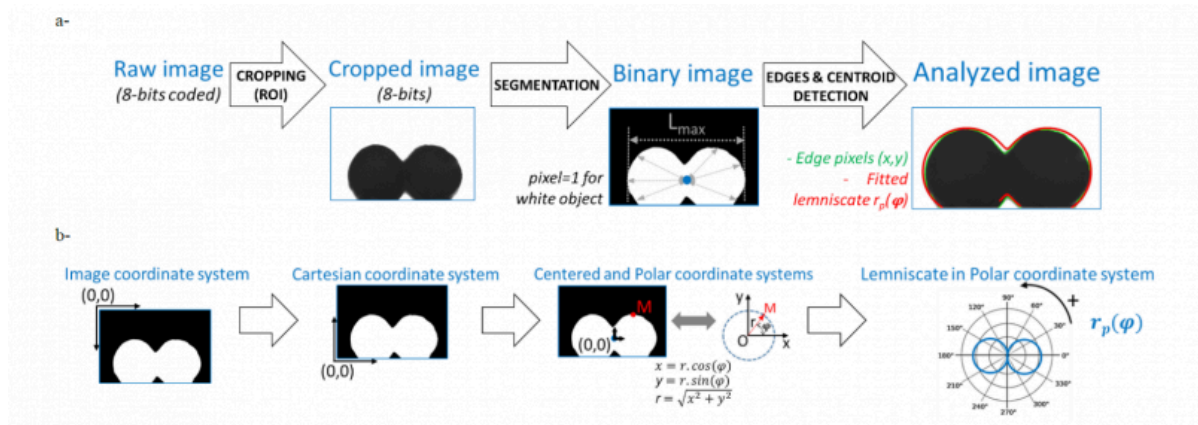 a-
Raw image
(8-bits coded)
CROPPING
(ROI)
Cropped image
(8-bits)
SEGMENTATION
Binary image
Lmax
pixel=1 for
white object
EDGES & CENTROID
DETECTION
Analyzed image
- Edge pixels (x,y)
- Fitted
lemniscate rp(φ)
b-
Image coordinate system
(0,0)
Cartesian coordinate system
(0,0)
Centered and Polar coordinate systems
M
(0,0)
y
M
r
φ
O
x
x = r.cos(φ)
y = r.sin(φ)
r = √x² + y²
Lemniscate in Polar coordinate system
90°
120°
60°
150°
30°
180°
0°
210°
330°
240°
300°
270°
+
rp(φ)